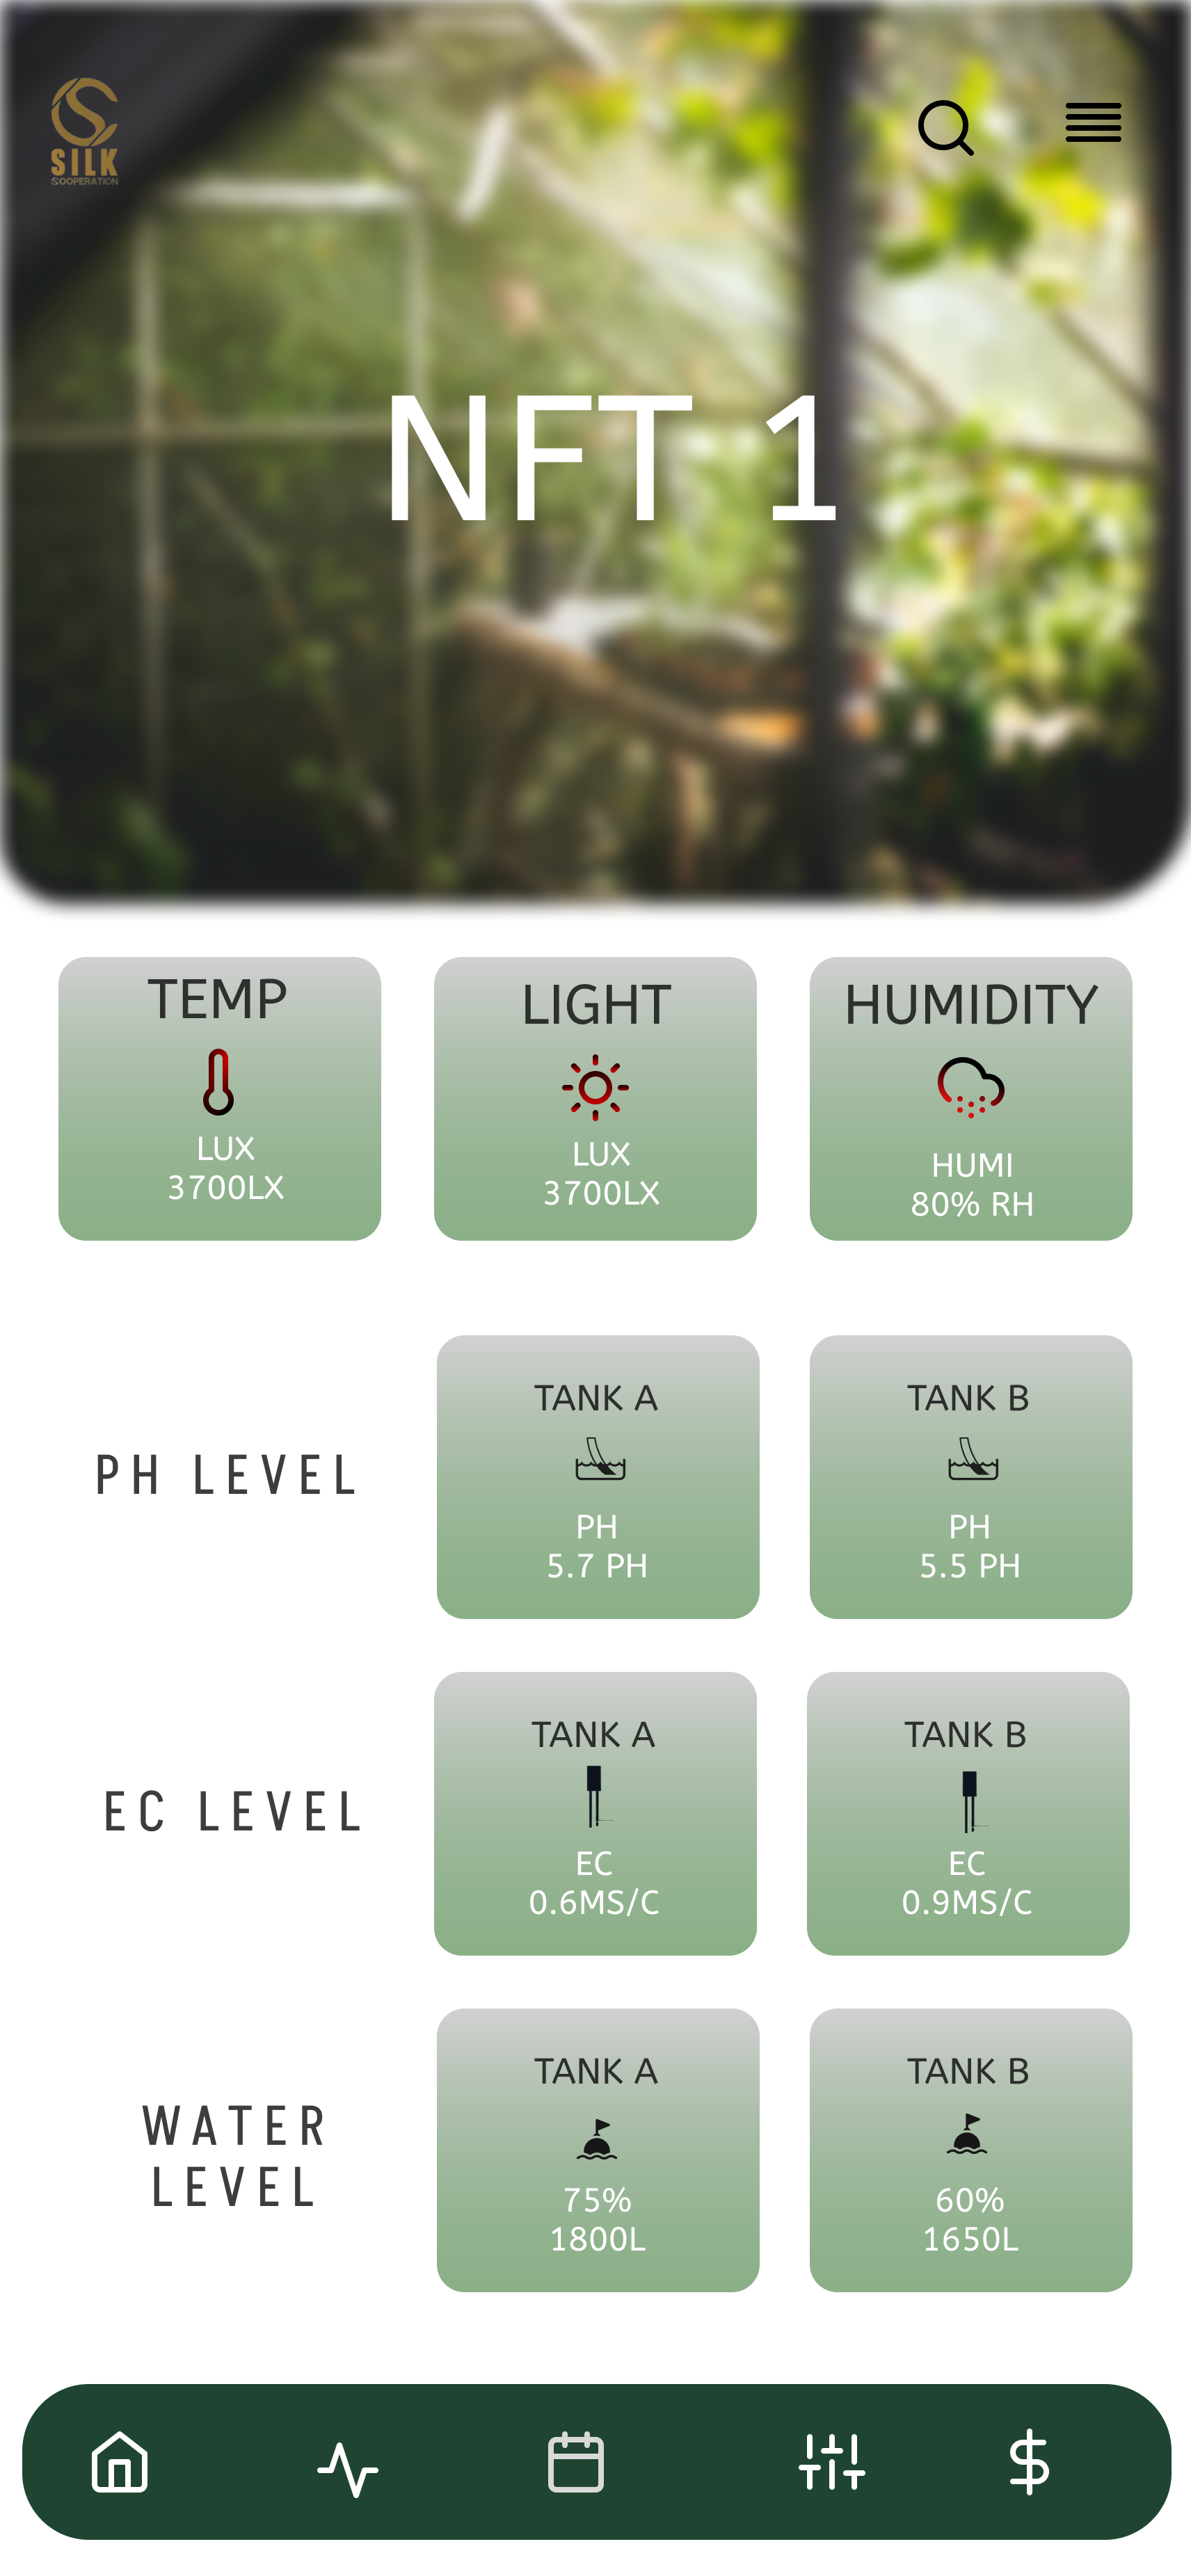 SILK
COOPERATION
NFT 1
TEMP
LUX
3700LX
LIGHT
LUX
3700LX
HUMIDITY
HUMI
80% RH
PH LEVEL
TANK A
PH
5.7 PH
TANK B
PH
5.5 PH
EC LEVEL
TANK A
EC
0.6MS/C
TANK B
EC
0.9MS/C
WATER
LEVEL
TANK A
75%
1800L
TANK B
60%
1650L